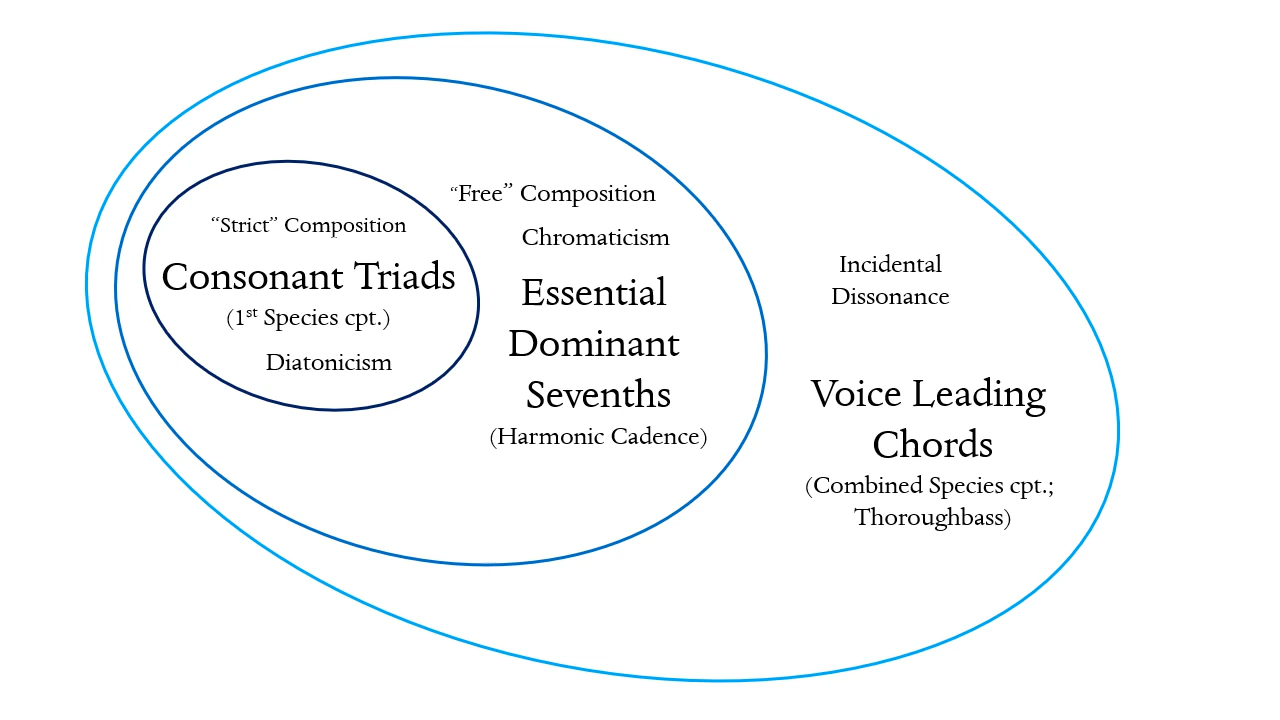 “Strict” Composition
Consonant Triads
(1st Species cpt.)
Diatonicism
“Free” Composition
Chromaticism
Essential
Dominant
Sevenths
(Harmonic Cadence)
Incidental
Dissonance
Voice Leading
Chords
(Combined Species cpt.;
Thoroughbass)